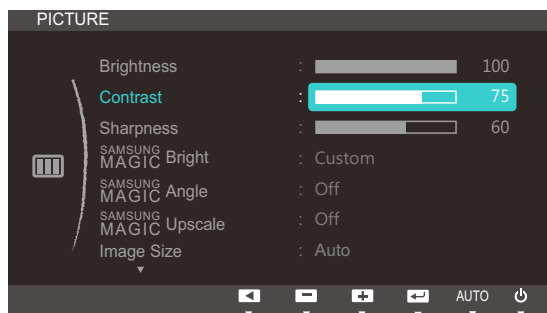 PICTURE
Brightness : 100
Contrast : 75
Sharpness : 60
SAMSUNG MAGIC Bright : Custom
SAMSUNG MAGIC Angle : Off
SAMSUNG MAGIC Upscale : Off
Image Size : Auto
AUTO